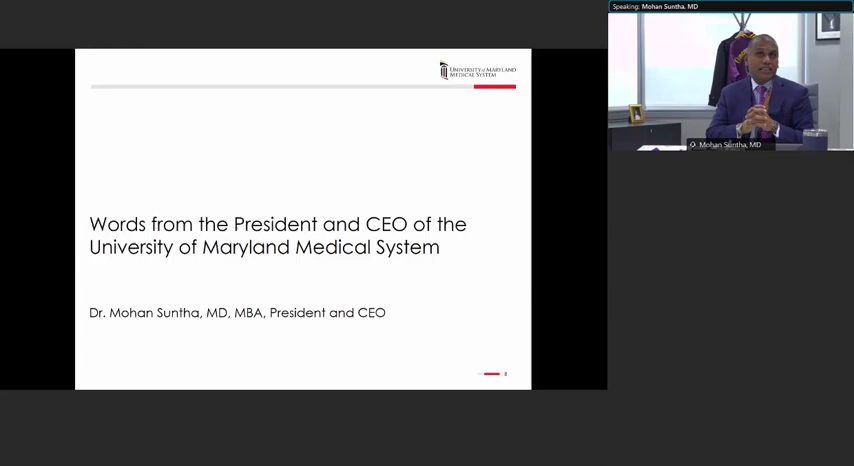 Speaking: Mohan Suntha, MD
UNIVERSITY of MARYLAND
MEDICAL SYSTEM
Mohan Suntha, MD
Words from the President and CEO of the
University of Maryland Medical System
Dr. Mohan Suntha, MD, MBA, President and CEO
8